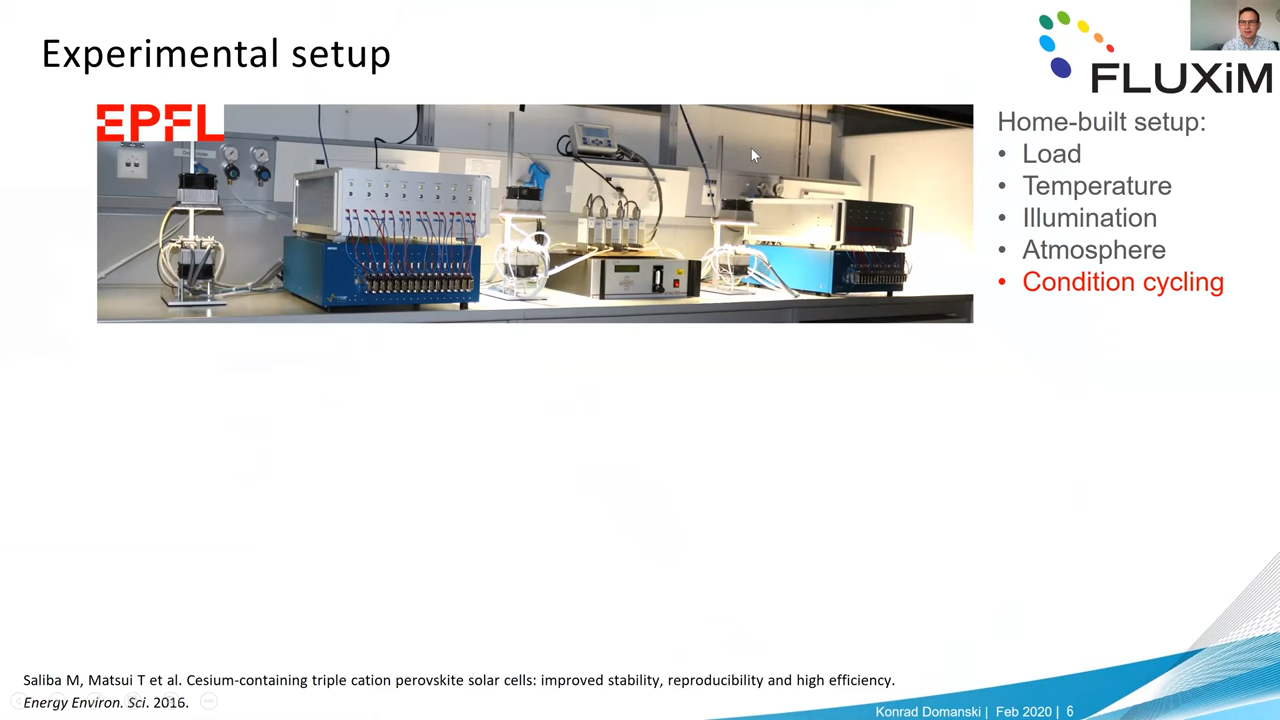 Experimental setup
FLUXiM
EPFL
Home-built setup:
• Load
• Temperature
• Illumination
• Atmosphere
• Condition cycling
Saliba M, Matsui T et al. Cesium-containing triple cation perovskite solar cells: improved stability, reproducibility and high efficiency.
Energy Environ. Sci. 2016.
Konrad Domanski | Feb 2020 | 6